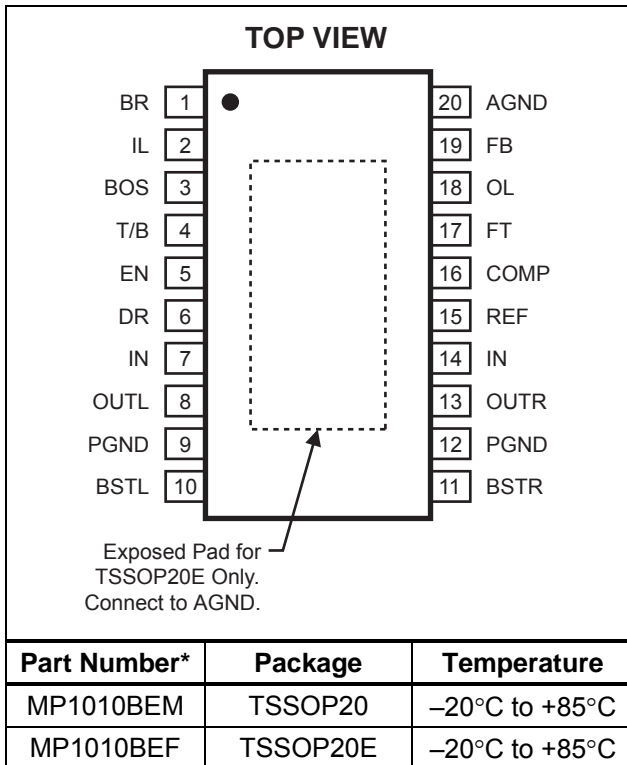 TOP VIEW
BR 1 20 AGND
IL 2 19 FB
BOS 3 18 OL
T/B 4 17 FT
EN 5 16 COMP
DR 6 15 REF
IN 7 14 IN
OUTL 8 13 OUTR
PGND 9 12 PGND
BSTL 10 11 BSTR
Exposed Pad for
TSSOP20E Only.
Connect to AGND.
Part Number* Package Temperature
MP1010BEM TSSOP20 –20°C to +85°C
MP1010BEF TSSOP20E –20°C to +85°C